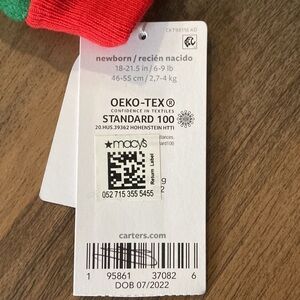 newborn / recién nacido
18-21.5 in / 6-9 lb
46-55 cm / 2,7-4 kg
OEKO-TEX®
CONFIDENCE IN TEXTILES
STANDARD 100
20.HUS.39362 HOHENSTEIN HTTI
★macy's
Return Label
052 715 355 5455
carters.com
1 95861 37082 6
DOB 07/2022